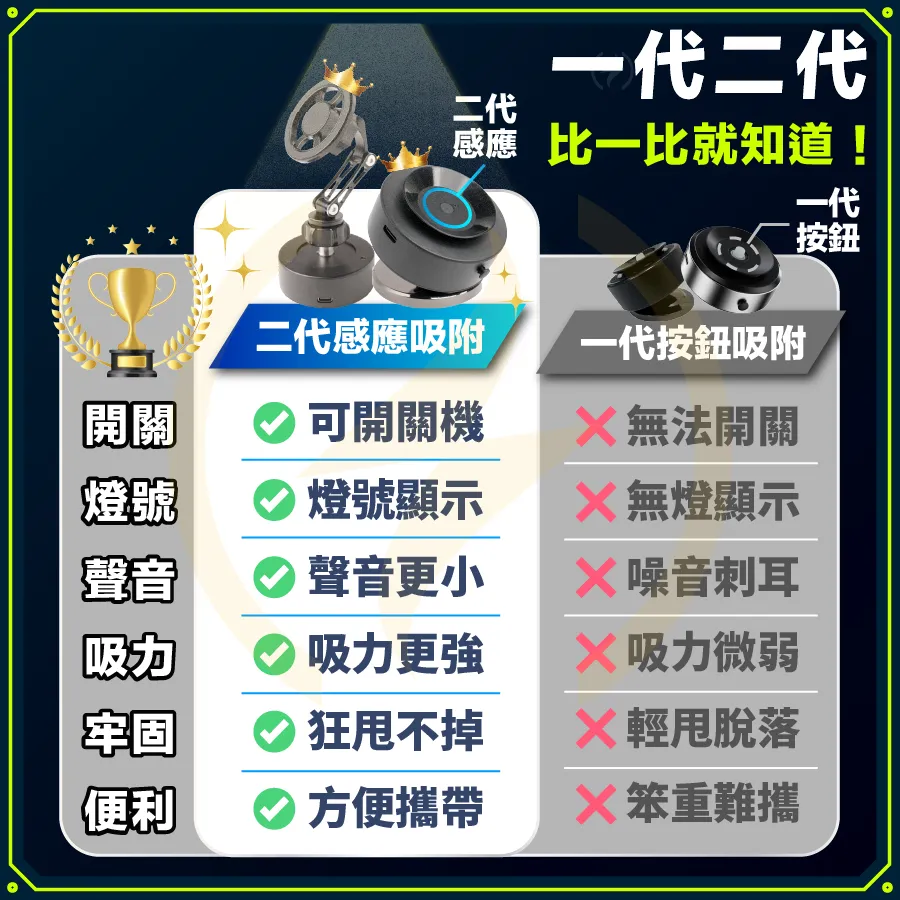 一代二代
比一比就知道！
二代
感應
一代
按鈕
二代感應吸附
一代按鈕吸附
開關
可開關機
無法開關
燈號
燈號顯示
無燈顯示
聲音
聲音更小
噪音刺耳
吸力
吸力更強
吸力微弱
牢固
狂甩不掉
輕甩脫落
便利
方便攜帶
笨重難攜